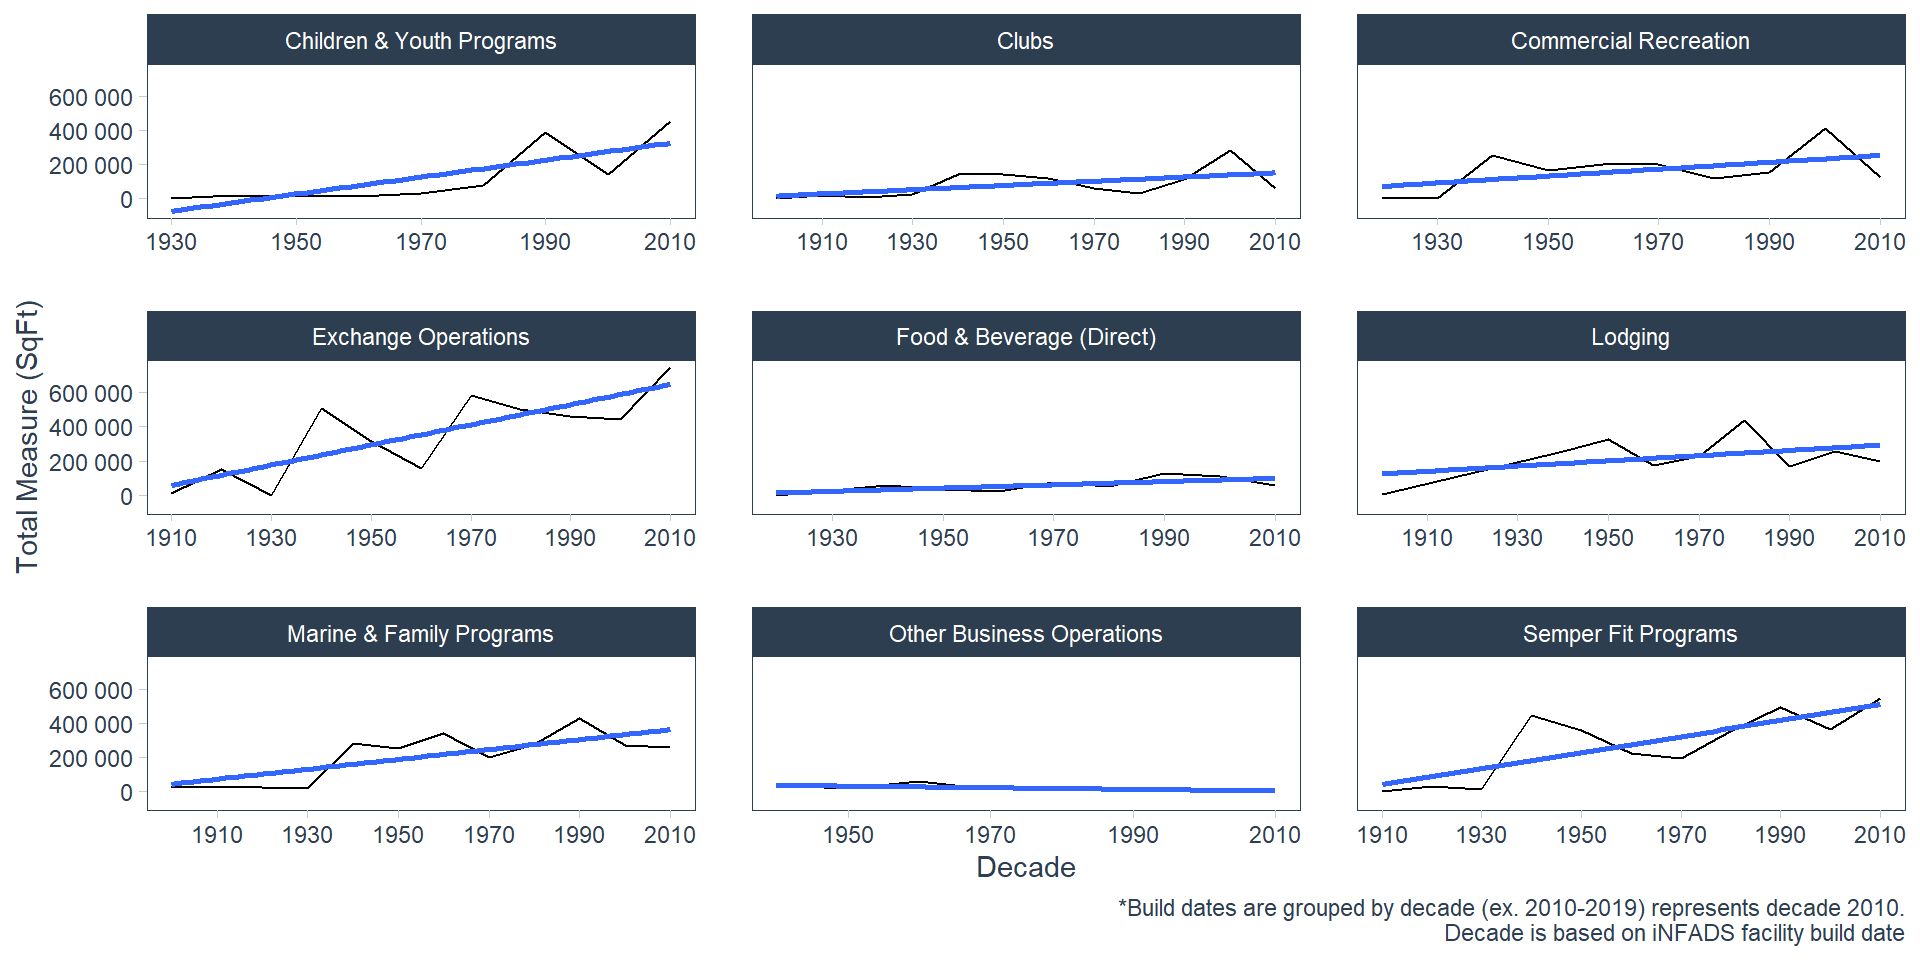 Children & Youth Programs
Clubs
Commercial Recreation
600 000
400 000
200 000
0
1930 1950 1970 1990 2010
1910 1930 1950 1970 1990 2010
1930 1950 1970 1990 2010
Total Measure (SqFt)
Exchange Operations
Food & Beverage (Direct)
Lodging
600 000
400 000
200 000
0
1910 1930 1950 1970 1990 2010
1930 1950 1970 1990 2010
1910 1930 1950 1970 1990 2010
Marine & Family Programs
Other Business Operations
Semper Fit Programs
600 000
400 000
200 000
0
1910 1930 1950 1970 1990 2010
1950 1970 1990 2010
1910 1930 1950 1970 1990 2010
Decade
*Build dates are grouped by decade (ex. 2010-2019) represents decade 2010.
Decade is based on iNFADS facility build date